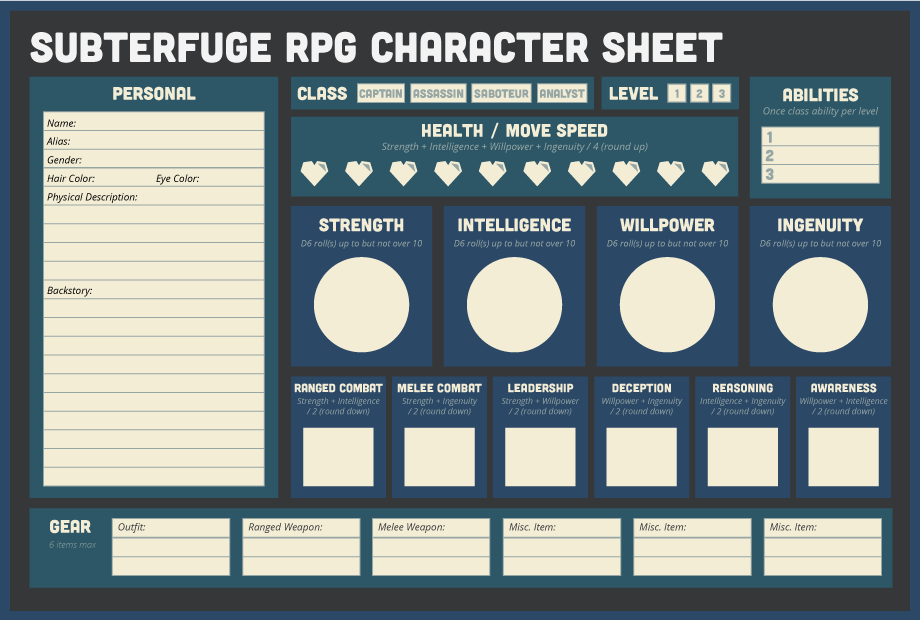 SUBTERFUGE RPG CHARACTER SHEET
PERSONAL
Name:
Alias:
Gender:
Hair Color: Eye Color:
Physical Description:
Backstory:
CLASS CAPTAIN ASSASSIN SABOTEUR ANALYST
LEVEL 1 2 3
HEALTH / MOVE SPEED
Strength + Intelligence + Willpower + Ingenuity / 4 (round up)
ABILITIES
Once class ability per level
1
2
3
STRENGTH
D6 roll(s) up to but not over 10
INTELLIGENCE
D6 roll(s) up to but not over 10
WILLPOWER
D6 roll(s) up to but not over 10
INGENUITY
D6 roll(s) up to but not over 10
RANGED COMBAT
Strength + Intelligence
/ 2 (round down)
MELEE COMBAT
Strength + Ingenuity
/ 2 (round down)
LEADERSHIP
Strength + Willpower
/ 2 (round down)
DECEPTION
Willpower + Ingenuity
/ 2 (round down)
REASONING
Intelligence + Ingenuity
/ 2 (round down)
AWARENESS
Willpower + Intelligence
/ 2 (round down)
GEAR
6 items max
Outfit:
Ranged Weapon:
Melee Weapon:
Misc. Item:
Misc. Item:
Misc. Item: